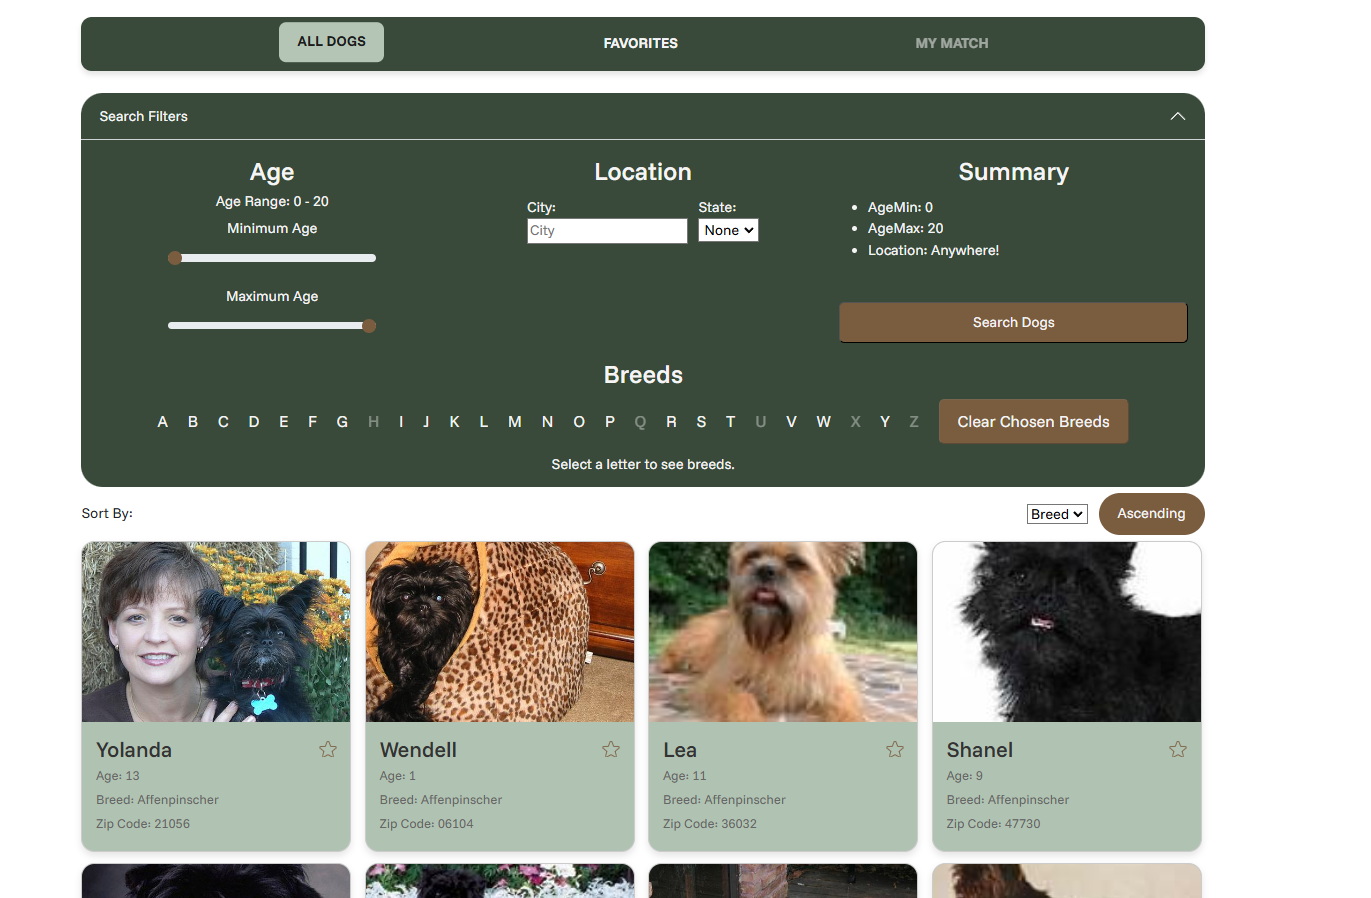 ALL DOGS FAVORITES MY MATCH
Search Filters
Age Location Summary
Age Range: 0 - 20
City: State:
AgeMin: 0
Minimum Age
City None
AgeMax: 20
Location: Anywhere!
Maximum Age
Search Dogs
Breeds
A B C D E F G H I J K L M N O P Q R S T U V W X Y Z Clear Chosen Breeds
Select a letter to see breeds.
Sort By: Breed Ascending
Yolanda Wendell Lea Shanel
Age: 13 Age: 1 Age: 11 Age: 9
Breed: Affenpinscher Breed: Affenpinscher Breed: Affenpinscher Breed: Affenpinscher
Zip Code: 21056 Zip Code: 06104 Zip Code: 36032 Zip Code: 47730